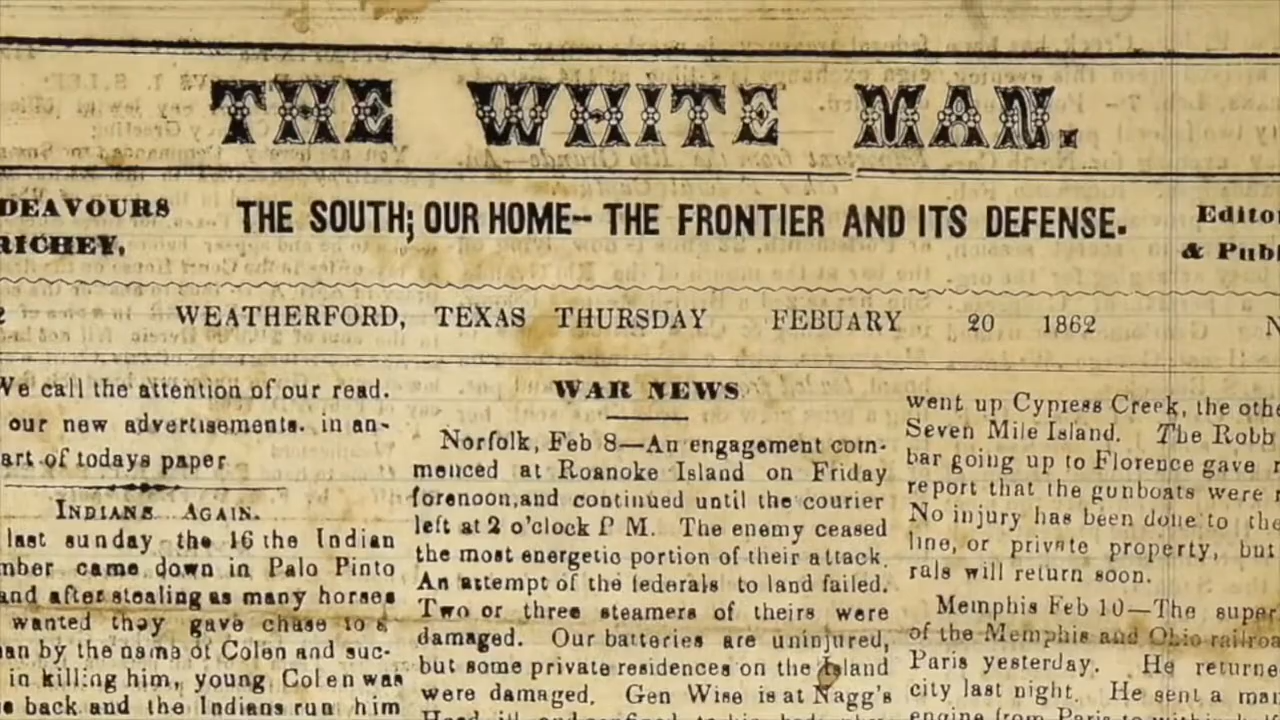 THE WHITE MAN.
DEAVOURS
RICHEY,
THE SOUTH; OUR HOME-- THE FRONTIER AND ITS DEFENSE.
Edito
& Publ
2 WEATHERFORD, TEXAS THURSDAY FEBUARY 20 1862 N
We call the attention of our read.
our new advertisements. in an-
art of todays paper
INDIANS AGAIN.
last sunday the 16 the Indian
mber came down in Palo Pinto
and after stealing as many horses
wanted they gave chase to a
an by the name of Colen and suc-
in killing him, young Colen was
back and the Indians run him
WAR NEWS
Norfolk, Feb 8—An engagement com-
menced at Roanoke Island on Friday
forenoon,and continued until the courier
left at 2 o'clock P M. The enemy ceased
the most energetic portion of their attack.
An attempt of the federals to land failed.
Two or three steamers of theirs were
damaged. Our batteries are uninjured,
but some private residences on the Island
were damaged. Gen Wise is at Nagg's
Head, ill and confined to his
went up Cypress Creek, the othe
Seven Mile Island. The Robb
bar going up to Florence gave
report that the gunboats were
No injury has been done to the
line, or private property, but
rals will return soon.
Memphis Feb 10—The super
of the Memphis and Ohio railroa
Paris yesterday. He returne
city last night. He sent a man
engine from Paris to